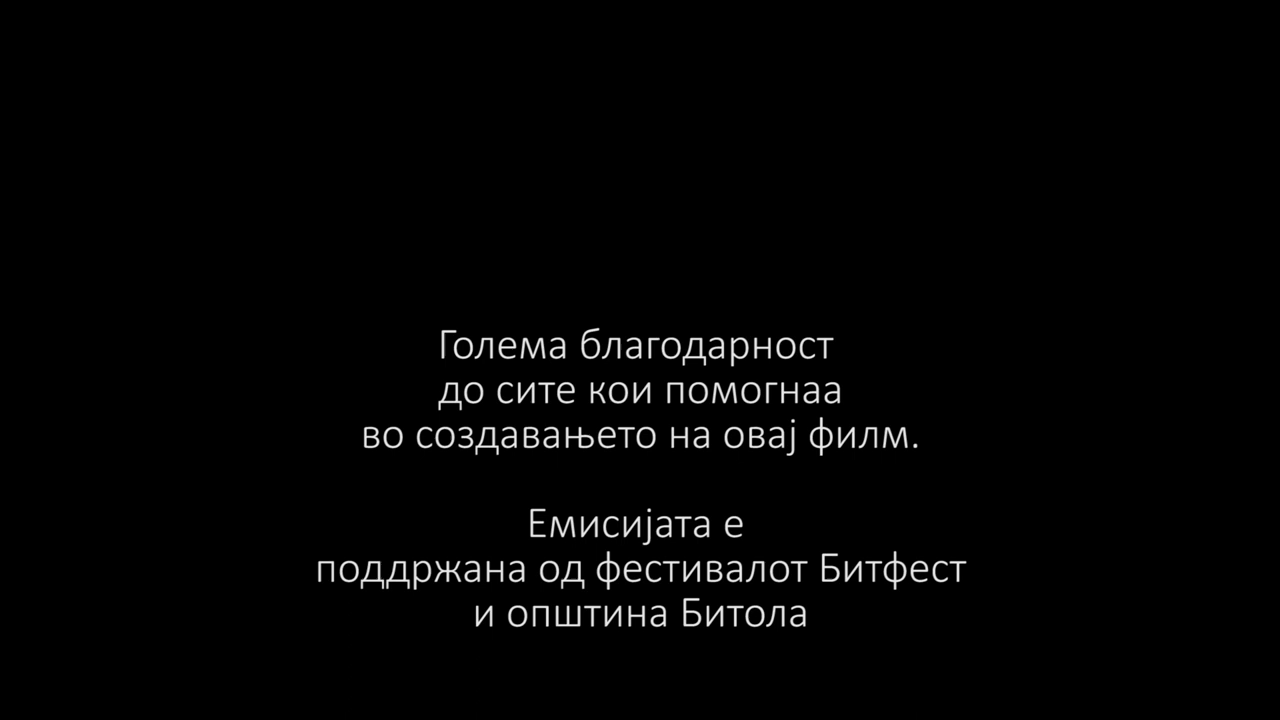 Голема благодарност
до сите кои помогнаа
во создавањето на овај филм.
Емисијата е
поддржана од фестивалот Битфест
и општина Битола